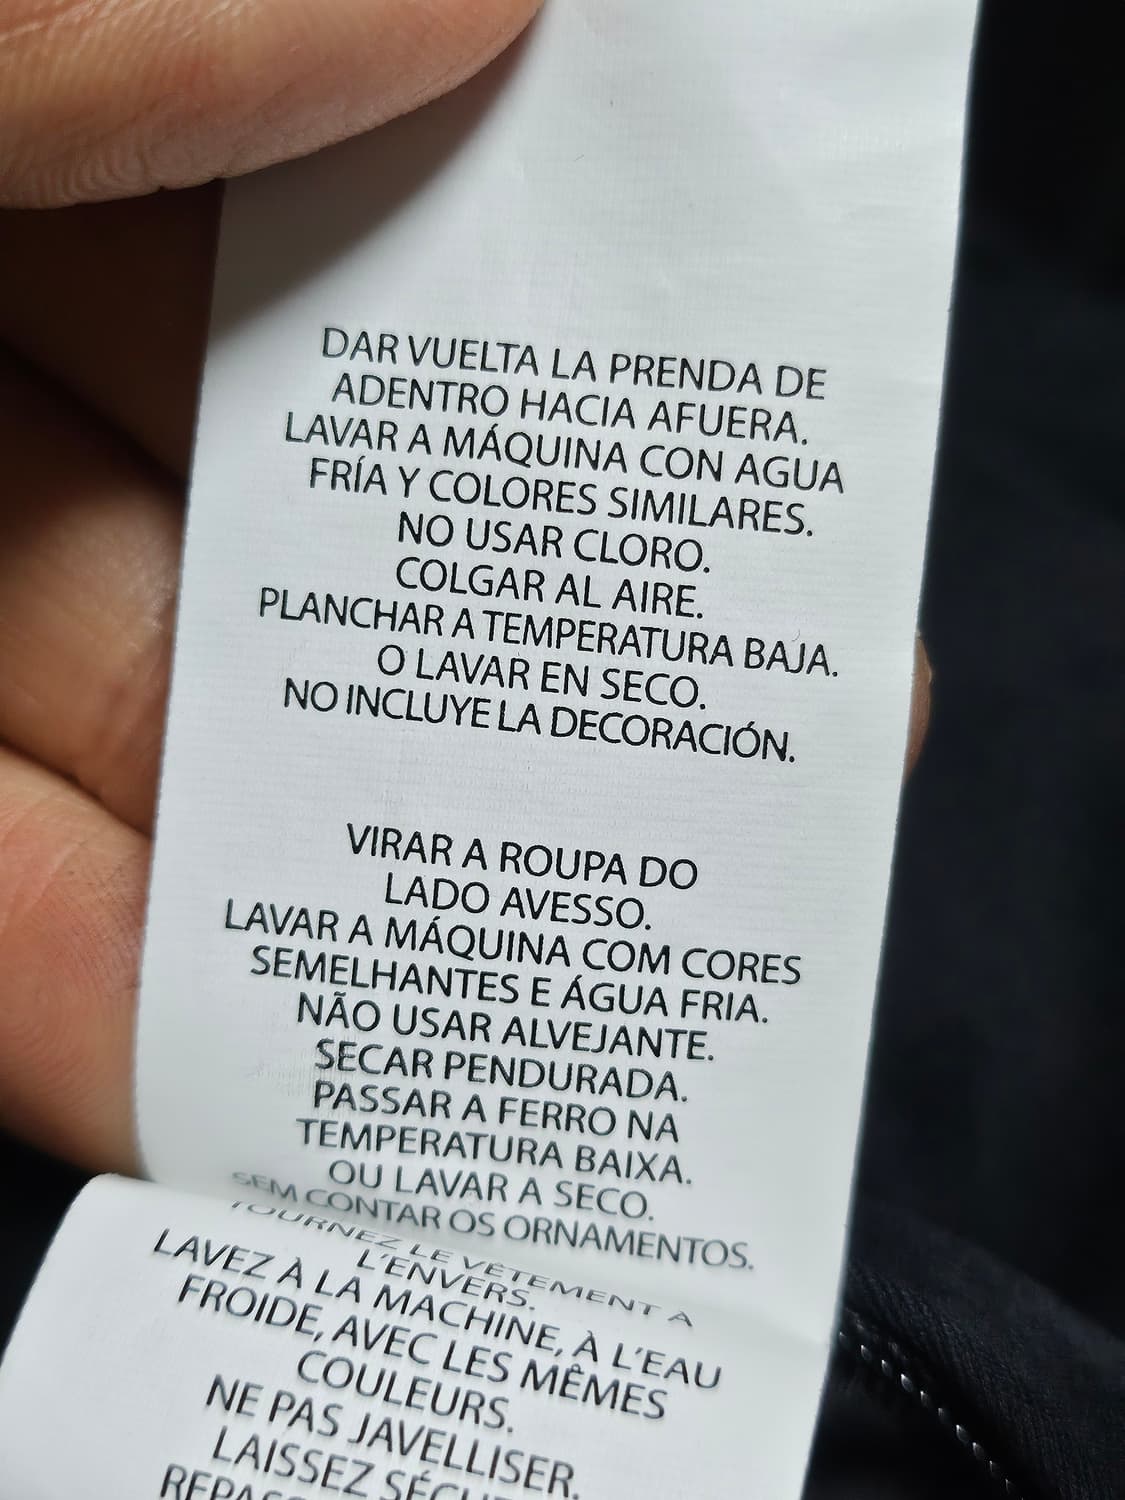 DAR VUELTA LA PRENDA DE
ADENTRO HACIA AFUERA.
LAVAR A MÁQUINA CON AGUA
FRÍA Y COLORES SIMILARES.
NO USAR CLORO.
COLGAR AL AIRE.
PLANCHAR A TEMPERATURA BAJA.
O LAVAR EN SECO.
NO INCLUYE LA DECORACIÓN.
VIRAR A ROUPA DO
LADO AVESSO.
LAVAR A MÁQUINA COM CORES
SEMELHANTES E ÁGUA FRIA.
NÃO USAR ALVEJANTE.
SECAR PENDURADA.
PASSAR A FERRO NA
TEMPERATURA BAIXA.
OU LAVAR A SECO.
SEM CONTAR OS ORNAMENTOS.
TOURNEZ LE VÊTEMENT À
L'ENVERS.
LAVEZ À LA MACHINE, À L'EAU
FROIDE, AVEC LES MÊMES
COULEURS.
NE PAS JAVELLISER.
LAISSEZ